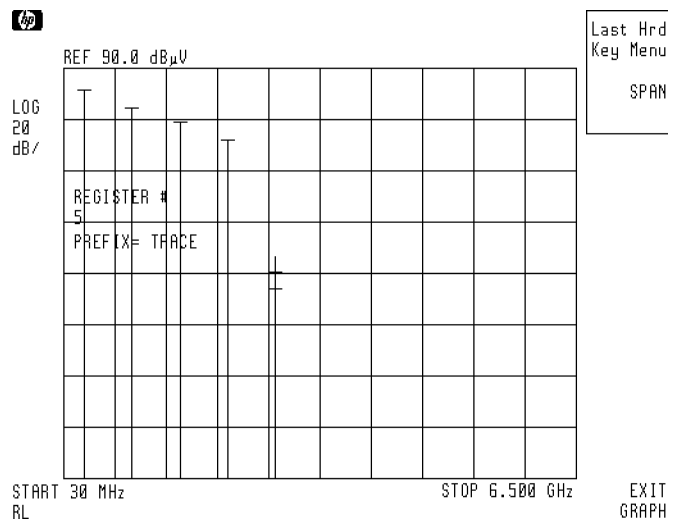 hp
Last Hrd
Key Menu
REF 90.0 dBµV
SPAN
LOG
20
dB/
REGISTER #
5
PREFIX= TRACE
START 30 MHz
STOP 6.500 GHz
EXIT
RL
GRAPH